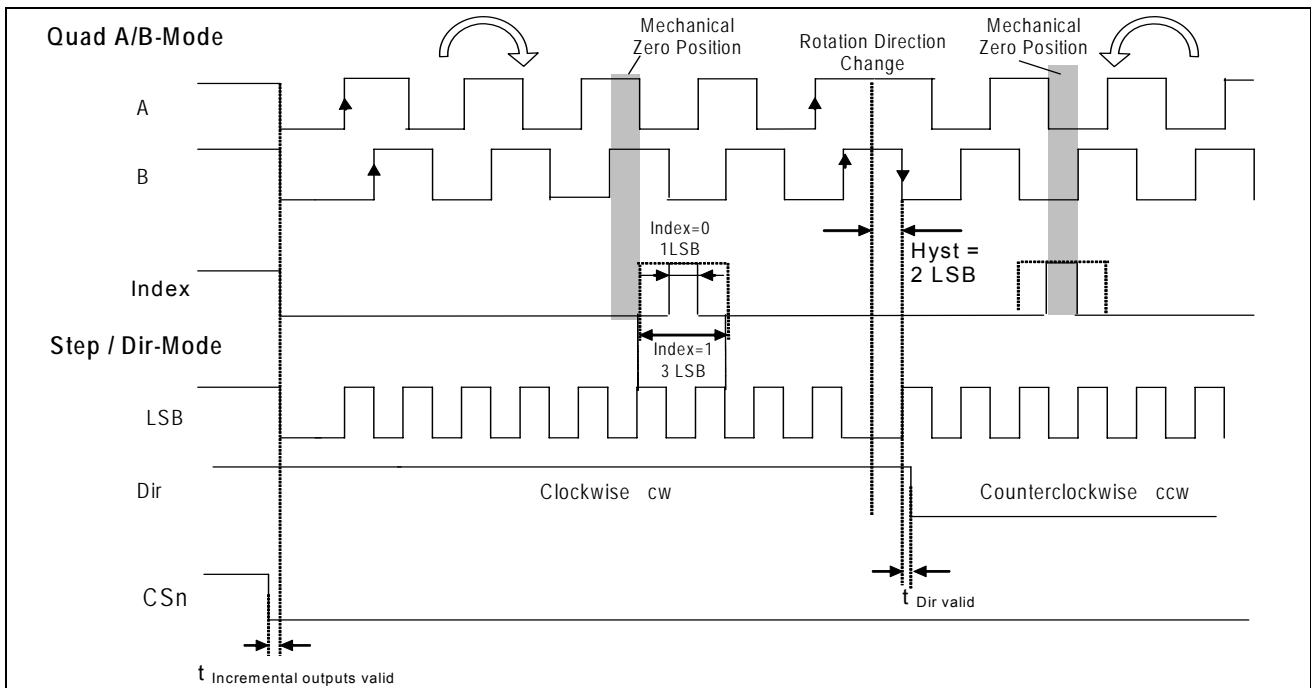 Quad A/B-Mode
Mechanical
Zero Position
Rotation Direction
Change
Mechanical
Zero Position
A
B
Index=0
1LSB
Hyst =
2 LSB
Index
Step / Dir-Mode
Index=1
3 LSB
LSB
Dir
Clockwise cw
Counterclockwise ccw
CSn
t Dir valid
t Incremental outputs valid